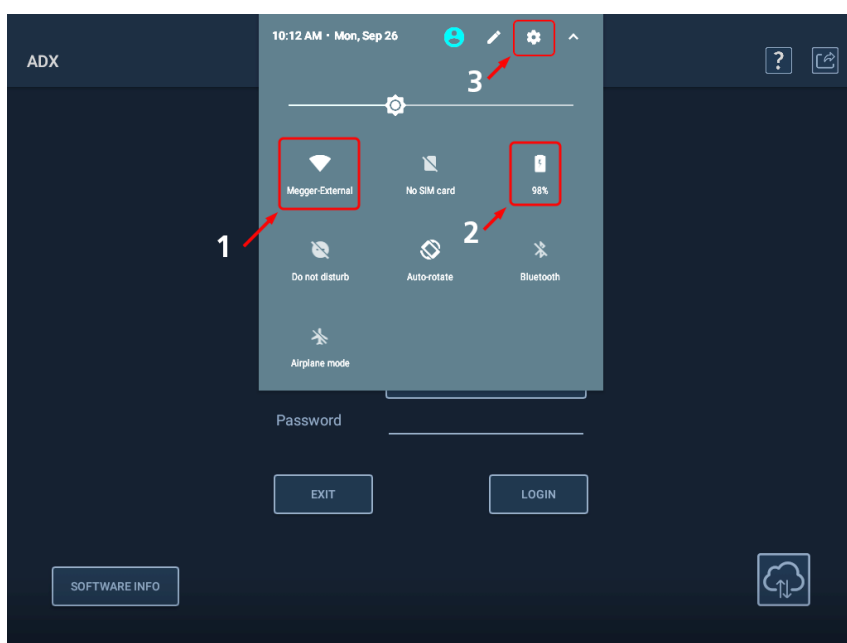 10:12 AM • Mon, Sep 26
3
ADX
?
Megger-External
No SIM card
98%
1
2
Do not disturb
Auto-rotate
Bluetooth
Airplane mode
Password
EXIT
LOGIN
SOFTWARE INFO